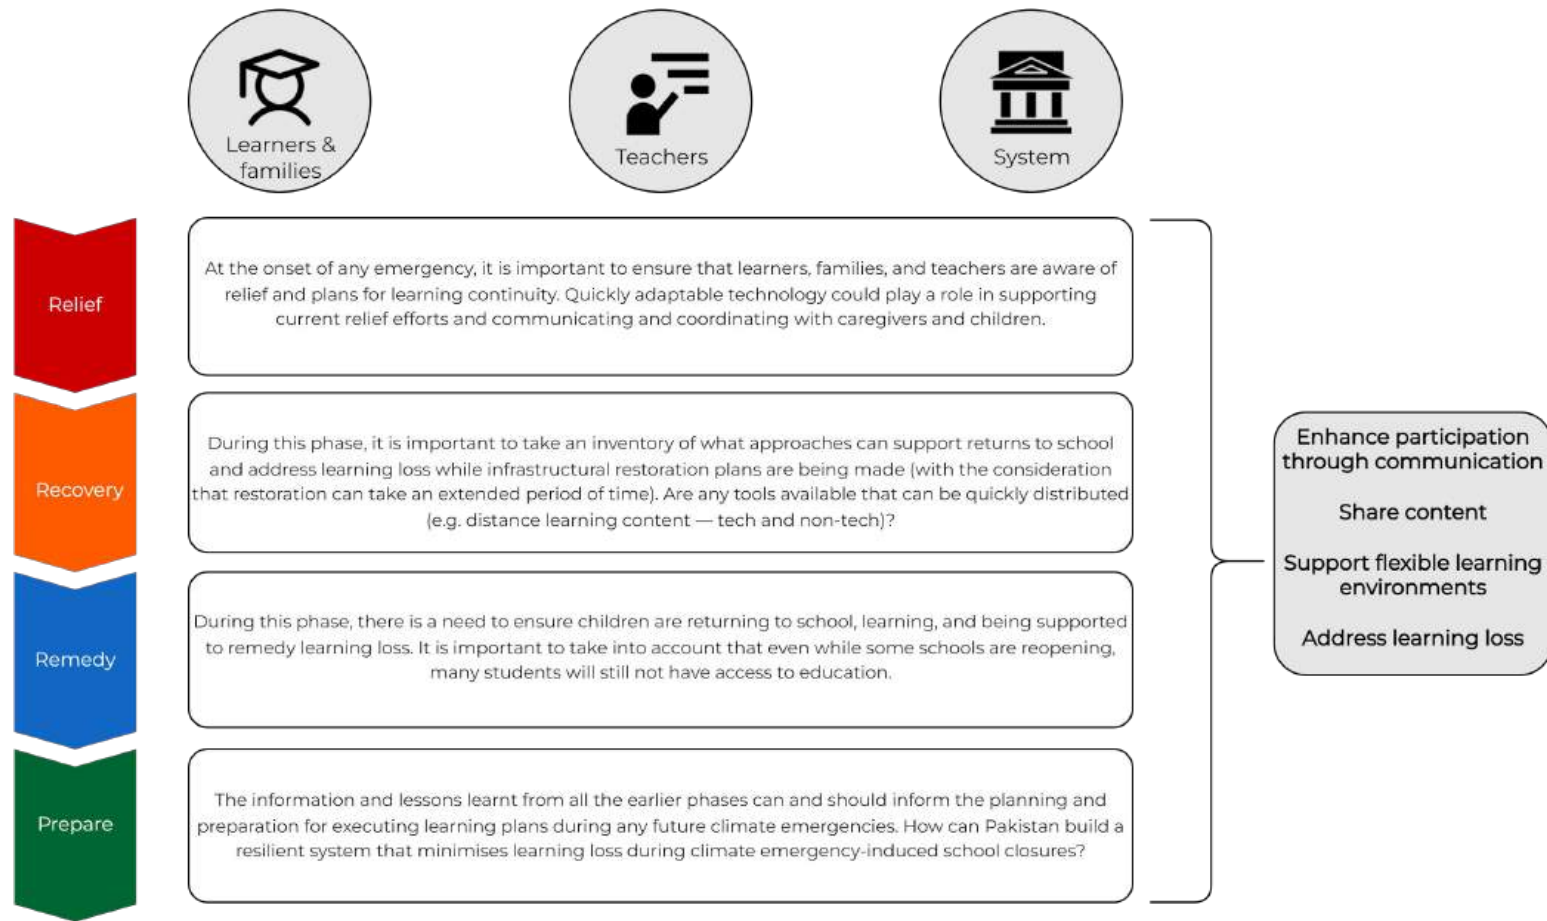 Learners &
families
Teachers
System
Relief
At the onset of any emergency, it is important to ensure that learners, families, and teachers are aware of
relief and plans for learning continuity. Quickly adaptable technology could play a role in supporting
current relief efforts and communicating and coordinating with caregivers and children.
Recovery
During this phase, it is important to take an inventory of what approaches can support returns to school
and address learning loss while infrastructural restoration plans are being made (with the consideration
that restoration can take an extended period of time). Are any tools available that can be quickly distributed
(e.g. distance learning content — tech and non-tech)?
Remedy
During this phase, there is a need to ensure children are returning to school, learning, and being supported
to remedy learning loss. It is important to take into account that even while some schools are reopening,
many students will still not have access to education.
Prepare
The information and lessons learnt from all the earlier phases can and should inform the planning and
preparation for executing learning plans during any future climate emergencies. How can Pakistan build a
resilient system that minimises learning loss during climate emergency-induced school closures?
Enhance participation
through communication
Share content
Support flexible learning
environments
Address learning loss